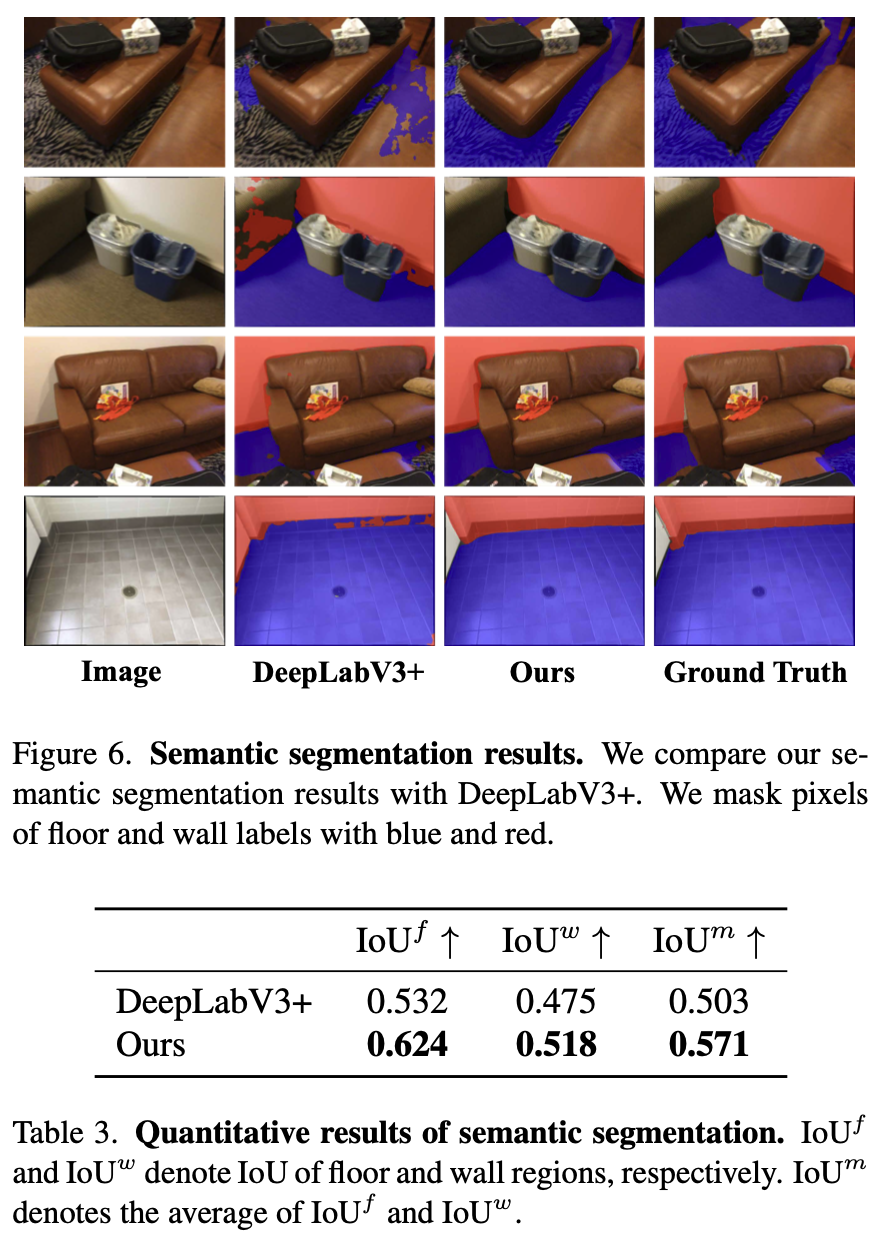 Image DeepLabV3+ Ours Ground Truth
Figure 6. Semantic segmentation results. We compare our se-
mantic segmentation results with DeepLabV3+. We mask pixels
of floor and wall labels with blue and red.
IoU^f ↑ IoU^w ↑ IoU^m ↑
DeepLabV3+ 0.532 0.475 0.503
Ours 0.624 0.518 0.571
Table 3. Quantitative results of semantic segmentation. IoU^f
and IoU^w denote IoU of floor and wall regions, respectively. IoU^m
denotes the average of IoU^f and IoU^w.